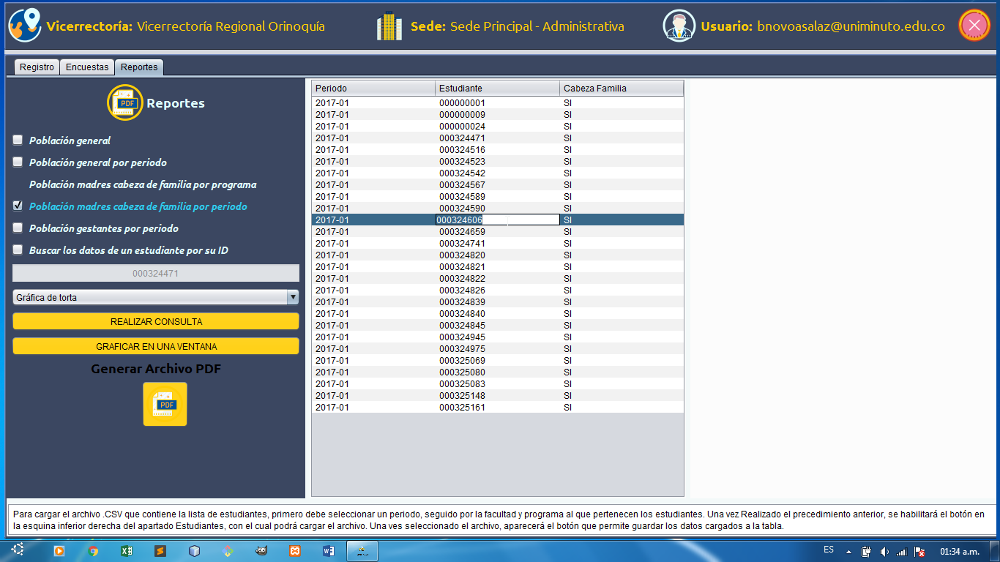 Vicerrectoría: Vicerrectoría Regional Orinoquía
Sede: Sede Principal - Administrativa
Usuario: bnovoasalaz@uniminuto.edu.co
Registro Encuestas Reportes
PDF Reportes
Población general
Población general por periodo
Población madres cabeza de familia por programa
Población madres cabeza de familia por periodo
Población gestantes por periodo
Buscar los datos de un estudiante por su ID
000324471
Gráfica de torta
REALIZAR CONSULTA
GRAFICAR EN UNA VENTANA
Generar Archivo PDF
PDF
Periodo Estudiante Cabeza Familia
2017-01 000000001 SI
2017-01 000000009 SI
2017-01 000000024 SI
2017-01 000324471 SI
2017-01 000324516 SI
2017-01 000324523 SI
2017-01 000324542 SI
2017-01 000324567 SI
2017-01 000324589 SI
2017-01 000324590 SI
2017-01 000324606 SI
2017-01 000324659 SI
2017-01 000324741 SI
2017-01 000324820 SI
2017-01 000324821 SI
2017-01 000324822 SI
2017-01 000324826 SI
2017-01 000324839 SI
2017-01 000324840 SI
2017-01 000324845 SI
2017-01 000324945 SI
2017-01 000324975 SI
2017-01 000325069 SI
2017-01 000325080 SI
2017-01 000325083 SI
2017-01 000325148 SI
2017-01 000325161 SI
Para cargar el archivo .CSV que contiene la lista de estudiantes, primero debe seleccionar un periodo, seguido por la facultad y programa al que pertenecen los estudiantes. Una vez Realizado el precedimiento anterior, se habilitará el botón en
la esquina inferior derecha del apartado Estudiantes, con el cual podrá cargar el archivo. Una ves seleccionado el archivo, aparecerá el botón que permite guardar los datos cargados a la tabla.
ES 01:34 a.m.